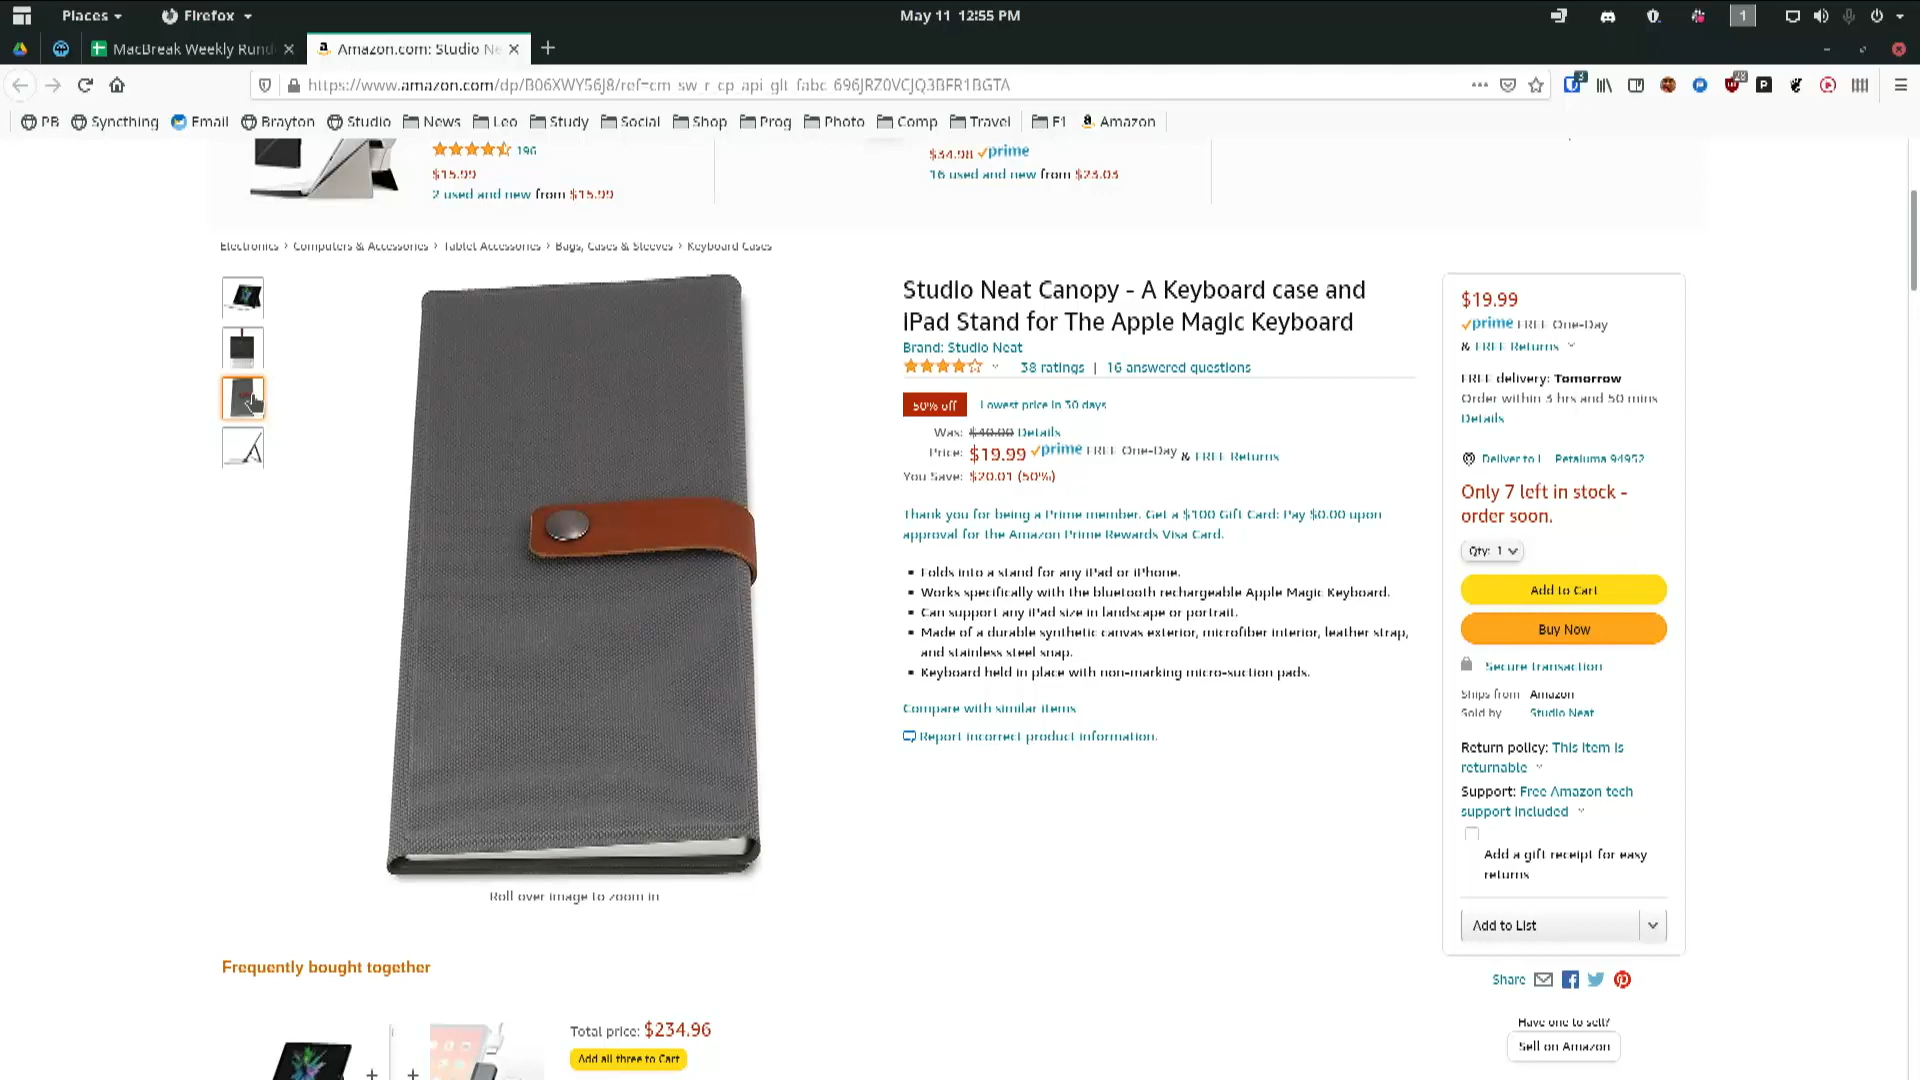 Places
Firefox
May 11 12:55 PM
1
MacBreak Weekly Rund
Amazon.com: Studio Ne
https://www.amazon.com/dp/B06XWY56J8/ref=cm_sw_r_cp_api_glt_fabc_696JRZ0VCJQ3BFR1BGTA
3
28
PB
Syncthing
Email
Brayton
Studio
News
Leo
Study
Social
Shop
Prog
Photo
Comp
Travel
F1
Amazon
196
$15.99
2 used and new from $15.99
$34.98 prime
16 used and new from $23.03
Electronics › Computers & Accessories › Tablet Accessories › Bags, Cases & Sleeves › Keyboard Cases
Studio Neat Canopy - A Keyboard case and
iPad Stand for The Apple Magic Keyboard
Brand: Studio Neat
38 ratings | 16 answered questions
50% off Lowest price in 30 days
Was: $40.00 Details
Price: $19.99 prime FREE One-Day & FREE Returns
You Save: $20.01 (50%)
Thank you for being a Prime member. Get a $100 Gift Card: Pay $0.00 upon
approval for the Amazon Prime Rewards Visa Card.
Folds into a stand for any iPad or iPhone.
Works specifically with the bluetooth rechargeable Apple Magic Keyboard.
Can support any iPad size in landscape or portrait.
Made of a durable synthetic canvas exterior, microfiber interior, leather strap,
and stainless steel snap.
Keyboard held in place with non-marking micro-suction pads.
Compare with similar items
Report incorrect product information.
Roll over image to zoom in
$19.99
prime FREE One-Day
& FREE Returns
FREE delivery: Tomorrow
Order within 3 hrs and 50 mins
Details
Deliver to L Petaluma 94952
Only 7 left in stock -
order soon.
Qty: 1
Add to Cart
Buy Now
Secure transaction
Ships from Amazon
Sold by Studio Neat
Return policy: This item is
returnable
Support: Free Amazon tech
support included
Add a gift receipt for easy
returns
Add to List
Share
Have one to sell?
Sell on Amazon
Frequently bought together
Total price: $234.96
Add all three to Cart
+
+